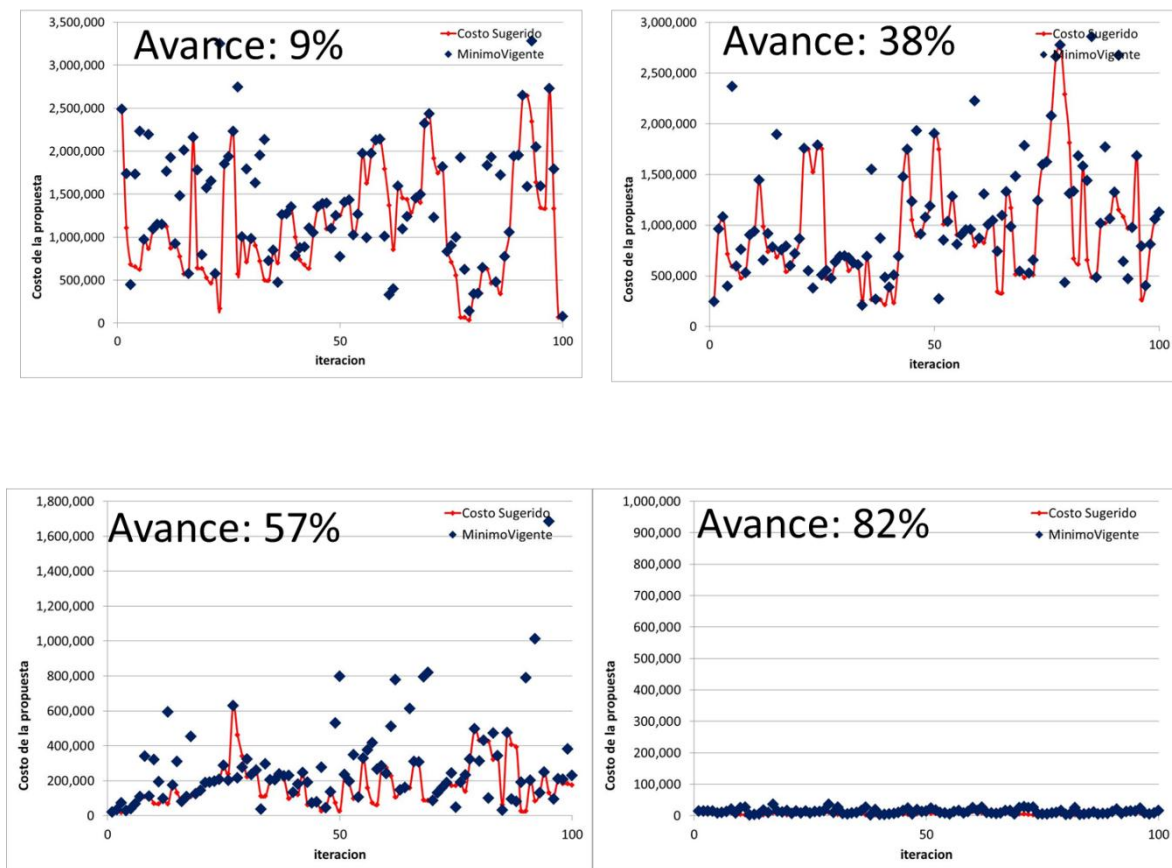 Avance: 9%
Costo Sugerido
MinimoVigente
3,500,000
3,000,000
2,500,000
2,000,000
1,500,000
1,000,000
500,000
0
Costo de la propuesta
0 50 100
iteracion
Avance: 38%
Costo Sugerido
MinimoVigente
3,000,000
2,500,000
2,000,000
1,500,000
1,000,000
500,000
0
Costo de la propuesta
0 50 100
iteracion
Avance: 57%
Costo Sugerido
MinimoVigente
1,800,000
1,600,000
1,400,000
1,200,000
1,000,000
800,000
600,000
400,000
200,000
0
Costo de la propuesta
0 50 100
iteracion
Avance: 82%
Costo Sugerido
MinimoVigente
1,000,000
900,000
800,000
700,000
600,000
500,000
400,000
300,000
200,000
100,000
0
Costo de la propuesta
0 50 100
iteracion